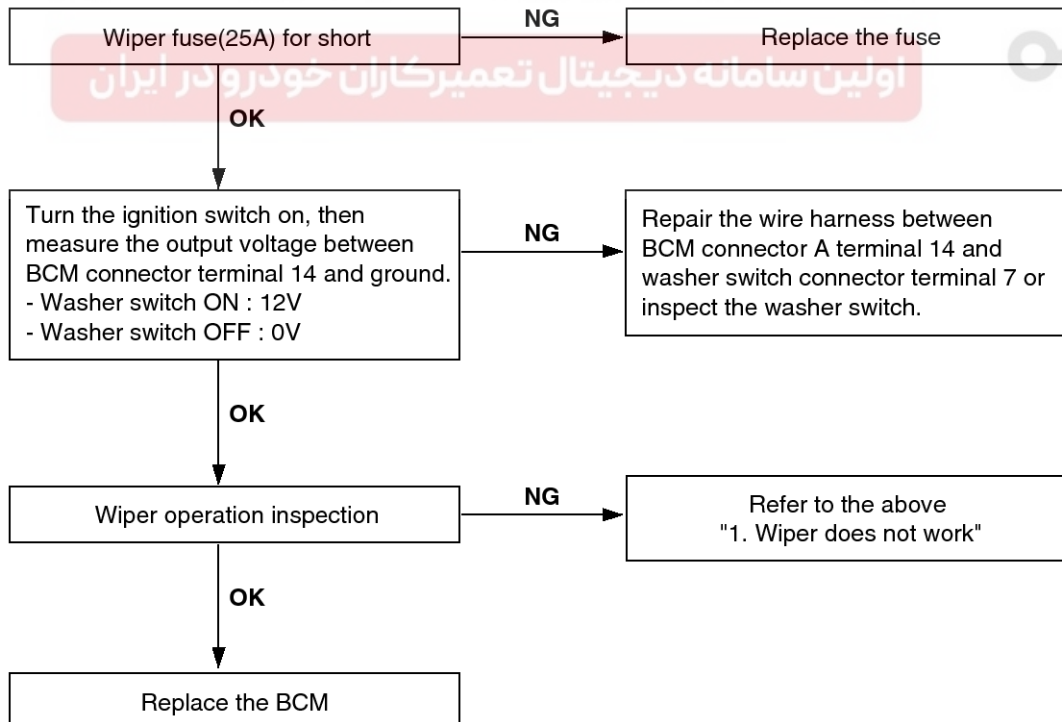 Wiper fuse(25A) for short
NG
Replace the fuse
اولین سامانه دیجیتال تعمیرکاران خودرو در ایران
OK
Turn the ignition switch on, then
measure the output voltage between
BCM connector terminal 14 and ground.
- Washer switch ON : 12V
- Washer switch OFF : 0V
NG
Repair the wire harness between
BCM connector A terminal 14 and
washer switch connector terminal 7 or
inspect the washer switch.
OK
Wiper operation inspection
NG
Refer to the above
"1. Wiper does not work"
OK
Replace the BCM